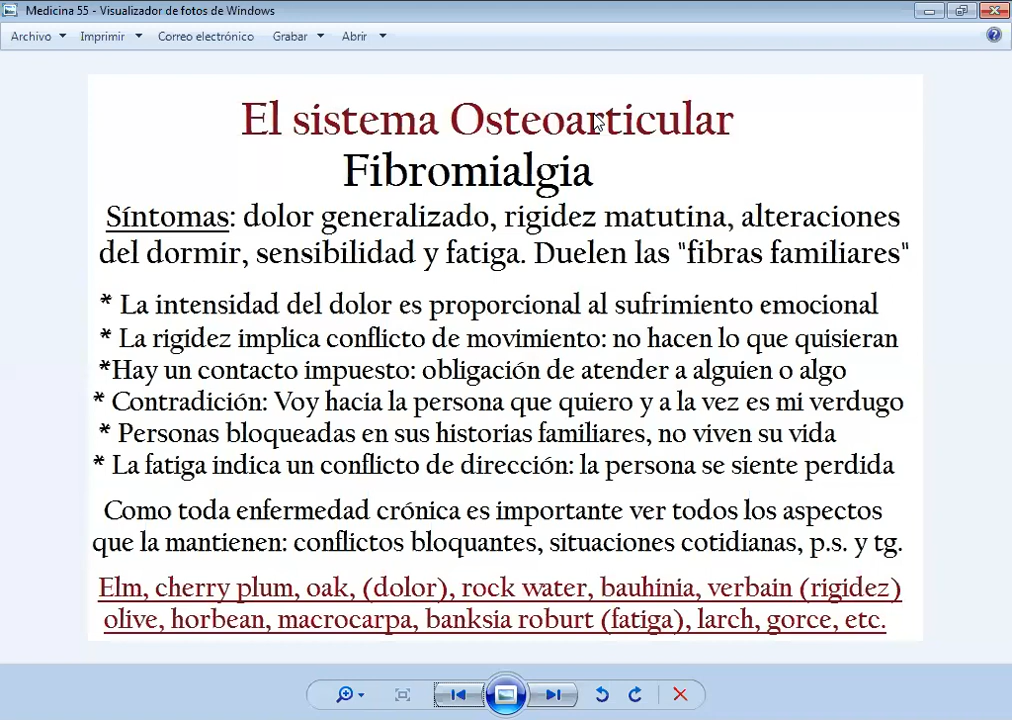 Medicina 55 - Visualizador de fotos de Windows
Archivo Imprimir Correo electrónico Grabar Abrir
El sistema Osteoarticular
Fibromialgia
Síntomas: dolor generalizado, rigidez matutina, alteraciones
del dormir, sensibilidad y fatiga. Duelen las "fibras familiares"
* La intensidad del dolor es proporcional al sufrimiento emocional
* La rigidez implica conflicto de movimiento: no hacen lo que quisieran
*Hay un contacto impuesto: obligación de atender a alguien o algo
* Contradición: Voy hacia la persona que quiero y a la vez es mi verdugo
* Personas bloqueadas en sus historias familiares, no viven su vida
* La fatiga indica un conflicto de dirección: la persona se siente perdida
Como toda enfermedad crónica es importante ver todos los aspectos
que la mantienen: conflictos bloquantes, situaciones cotidianas, p.s. y tg.
Elm, cherry plum, oak, (dolor), rock water, bauhinia, verbain (rigidez)
olive, horbean, macrocarpa, banksia roburt (fatiga), larch, gorce, etc.